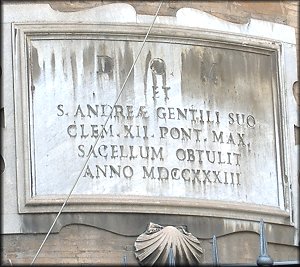 D O M
ET
S. ANDREÆ GENTILI SUO
CLEM. XII. PONT. MAX.
SACELLUM OBTULIT
ANNO MDCCXXXIII